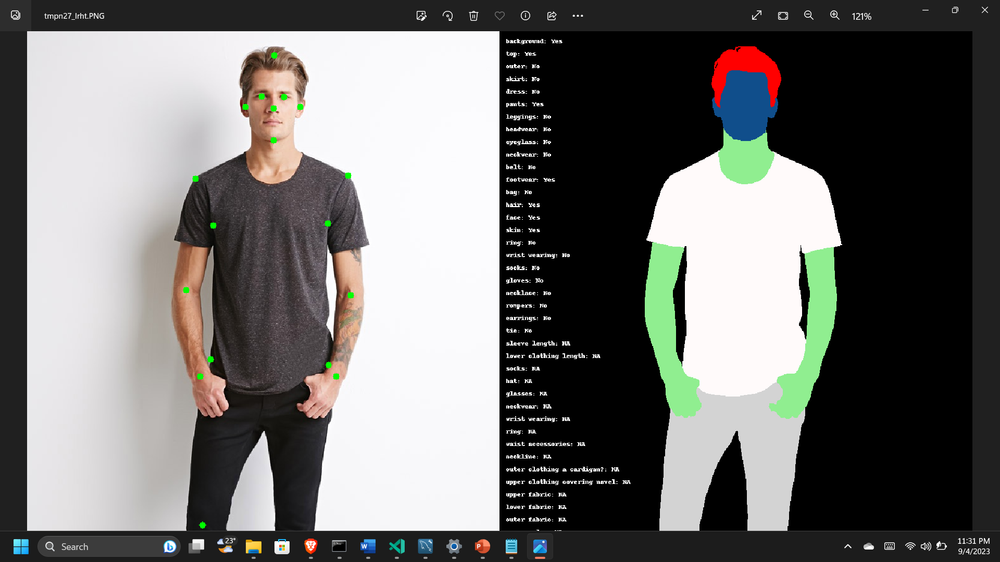 tmpn27_lrht.PNG
121%
background: Yes
top: Yes
outer: No
skirt: No
dress: No
pants: Yes
leggings: No
headwear: No
eyeglass: No
neckwear: No
belt: No
footwear: Yes
bag: No
hair: Yes
face: Yes
skin: Yes
ring: No
wrist wearing: No
socks: No
gloves: No
necklace: No
rompers: No
earrings: No
tie: No
sleeve length: NA
lower clothing length: NA
socks: NA
hat: NA
glasses: NA
neckwear: NA
wrist wearing: NA
ring: NA
waist accessories: NA
neckline: NA
outer clothing a cardigan?: NA
upper clothing covering navel: NA
upper fabric: NA
lower fabric: NA
outer fabric: NA
Search
23°
11:31 PM
9/4/2023